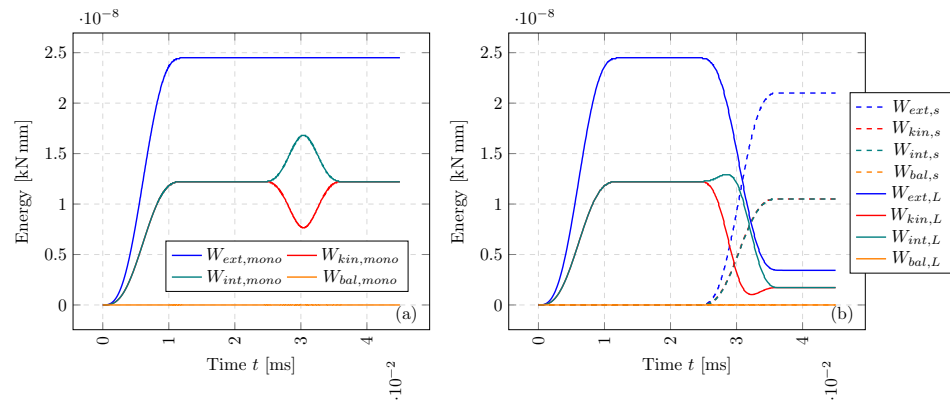 ·10⁻⁸
2.5
2
1.5
1
0.5
0
Energy [kN mm]
W_{ext,mono} W_{kin,mono}
W_{int,mono} W_{bal,mono}
(a)
0 1 2 3 4
Time t [ms]
·10⁻²
·10⁻⁸
2.5
2
1.5
1
0.5
0
Energy [kN mm]
(b)
0 1 2 3 4
Time t [ms]
·10⁻²
W_{ext,s}
W_{kin,s}
W_{int,s}
W_{bal,s}
W_{ext,L}
W_{kin,L}
W_{int,L}
W_{bal,L}